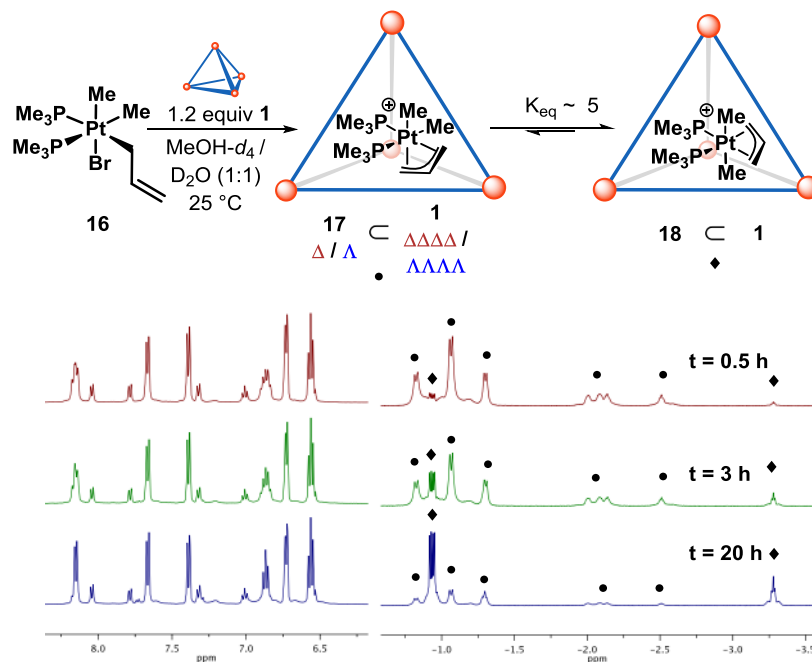 Me
Me₃P Me
Pt
Me₃P
Br
16
1.2 equiv 1
MeOH-d₄ /
D₂O (1:1)
25 °C
⊕ Me
Me₃P Me
Pt
Me₃P
17 ⊂ 1
Δ / Λ ΔΔΔΔ /
ΛΛΛΛ
●
Keq ~ 5
⊕ Me
Me₃P
Pt
Me₃P
Me
18 ⊂ 1
♦
● ♦ ● ● ● ● t = 0.5 h ♦
● ♦ ● ● ● ● t = 3 h ♦
● ♦ ● ● ● ● t = 20 h ♦
8.0 7.5 7.0 6.5
ppm
-1.0 -1.5 -2.0 -2.5 -3.0 -3.5
ppm